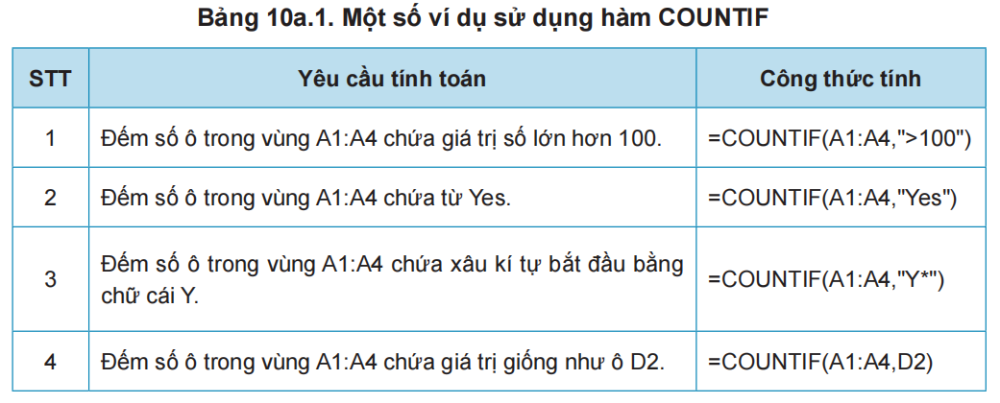 Bảng 10a.1. Một số ví dụ sử dụng hàm COUNTIF
STT Yêu cầu tính toán Công thức tính
1 Đếm số ô trong vùng A1:A4 chứa giá trị số lớn hơn 100. =COUNTIF(A1:A4,">100")
2 Đếm số ô trong vùng A1:A4 chứa từ Yes. =COUNTIF(A1:A4,"Yes")
3 Đếm số ô trong vùng A1:A4 chứa xâu kí tự bắt đầu bằng
chữ cái Y. =COUNTIF(A1:A4,"Y*")
4 Đếm số ô trong vùng A1:A4 chứa giá trị giống như ô D2. =COUNTIF(A1:A4,D2)